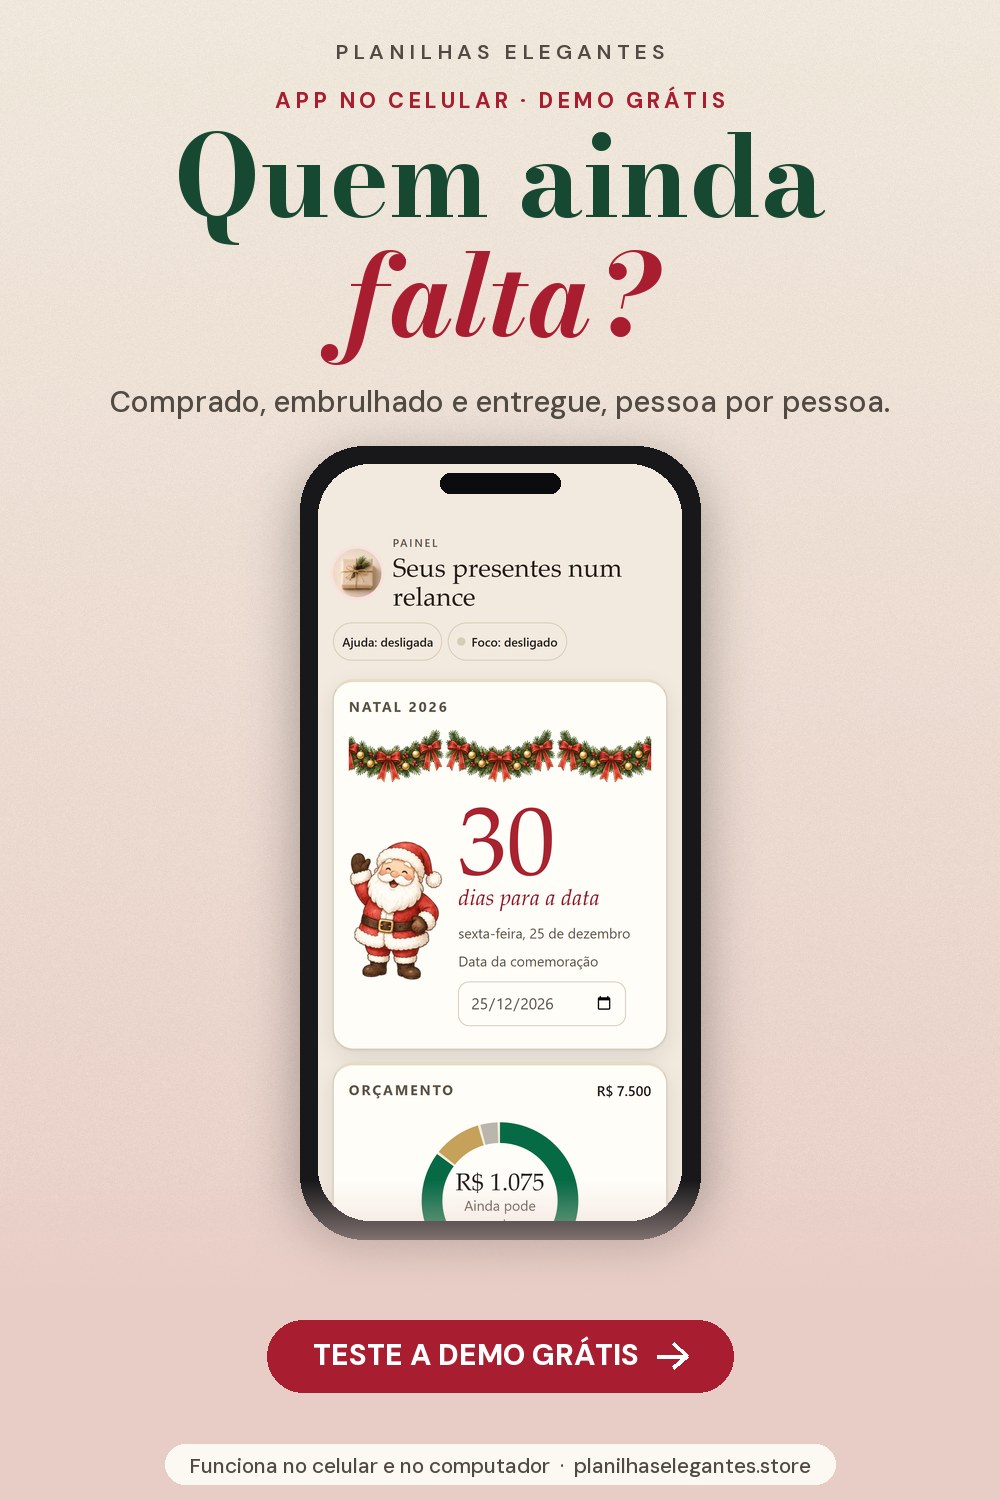 PLANILHAS ELEGANTES
APP NO CELULAR · DEMO GRÁTIS
Quem ainda
falta?
Comprado, embrulhado e entregue, pessoa por pessoa.
PAINEL
Seus presentes num
relance
Ajuda: desligada
Foco: desligado
NATAL 2026
30
dias para a data
sexta-feira, 25 de dezembro
Data da comemoração
25/12/2026
ORÇAMENTO
R$ 7.500
R$ 1.075
Ainda pode
TESTE A DEMO GRÁTIS →
Funciona no celular e no computador · planilhaselegantes.store